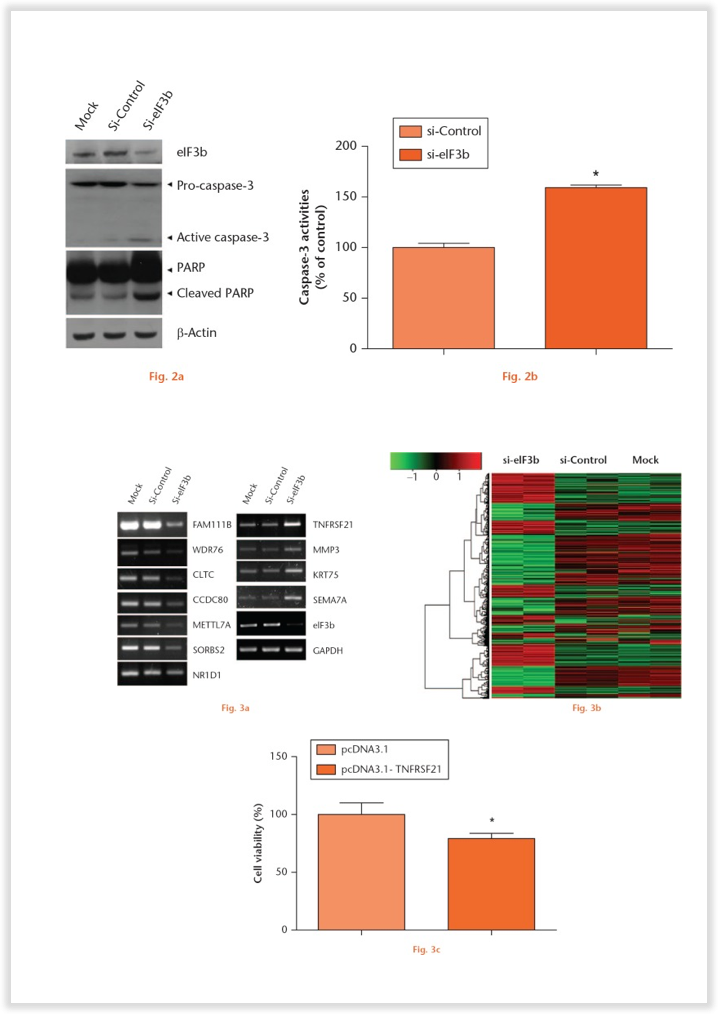 Mock
Si-Control
Si-eIF3b
eIF3b
Pro-caspase-3
Active caspase-3
PARP
Cleaved PARP
β-Actin
Fig. 2a
si-Control
si-eIF3b
200
150
100
50
0
Caspase-3 activities
(% of control)
*
Fig. 2b
Mock
Si-Control
Si-eIF3b
FAM111B
WDR76
CLTC
CCDC80
METTL7A
SORBS2
NR1D1
Mock
Si-Control
Si-eIF3b
TNFRSF21
MMP3
KRT75
SEMA7A
eIF3b
GAPDH
Fig. 3a
−1 0 1
si-eIF3b si-Control Mock
Fig. 3b
pcDNA3.1
pcDNA3.1- TNFRSF21
150
100
50
0
Cell viability (%)
*
Fig. 3c